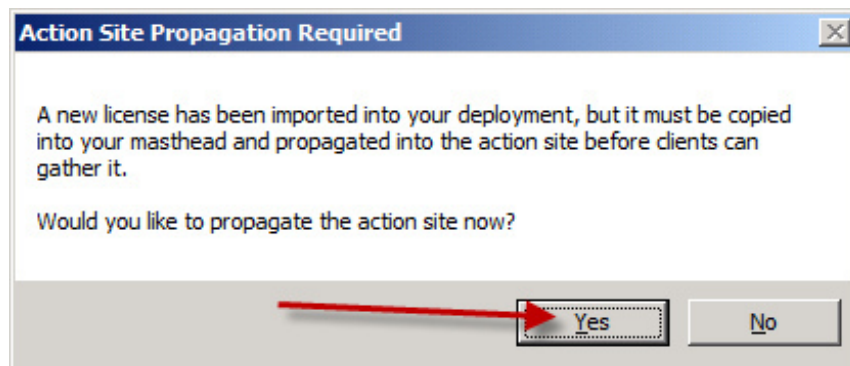 Action Site Propagation Required
A new license has been imported into your deployment, but it must be copied
into your masthead and propagated into the action site before clients can
gather it.
Would you like to propagate the action site now?
Yes
No